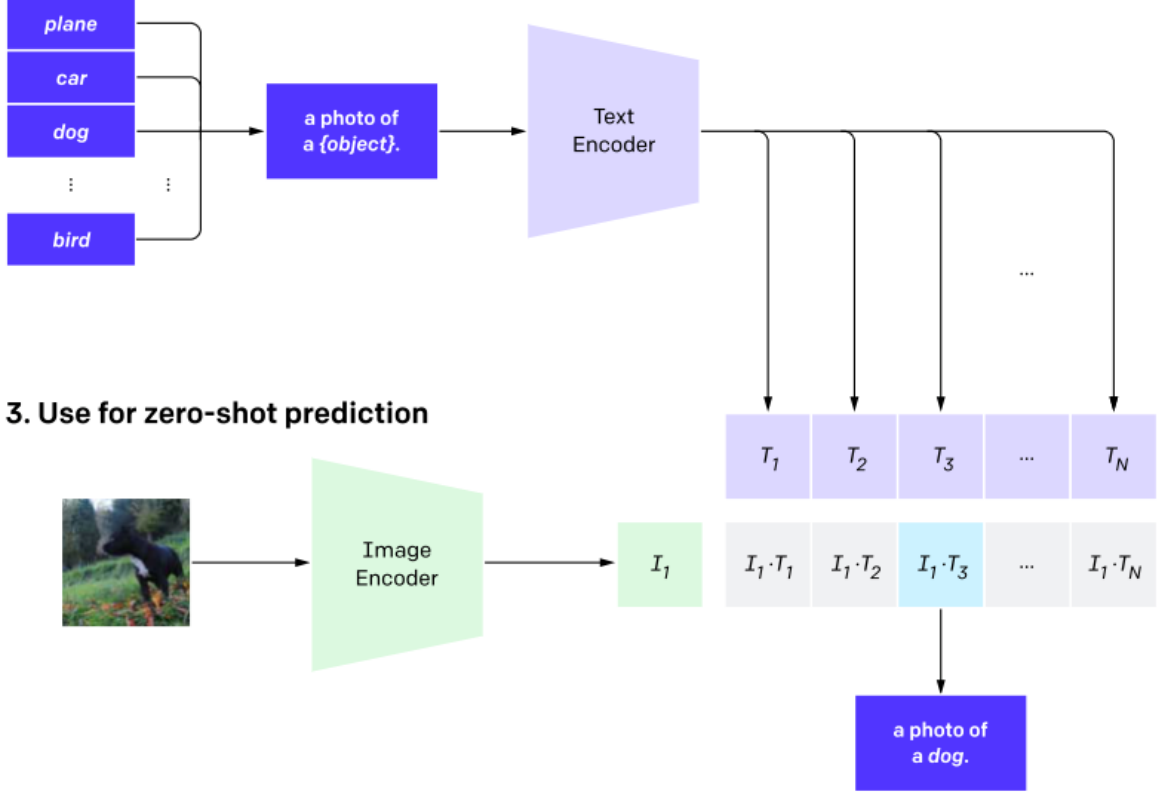 plane
car
dog
⋮
⋮
bird
a photo of
a {object}.
Text
Encoder
...
3. Use for zero-shot prediction
T1 T2 T3 ... TN
Image
Encoder
I1
I1·T1 I1·T2 I1·T3 ... I1·TN
a photo of
a dog.